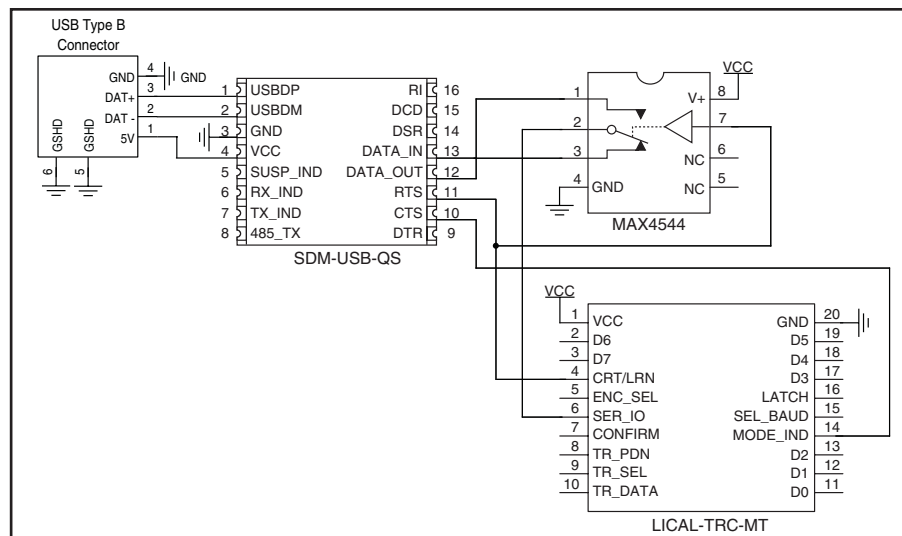 USB Type B
Connector
GND 4
GND
DAT+ 3
DAT - 2
5V 1
GSHD
GSHD
6
5
1 USBDP
2 USBDM
3 GND
4 VCC
5 SUSP_IND
6 RX_IND
7 TX_IND
8 485_TX
RI 16
DCD 15
DSR 14
DATA_IN 13
DATA_OUT 12
RTS 11
CTS 10
DTR 9
SDM-USB-QS
1
2
3
4 GND
VCC
V+ 8
7
NC 6
NC 5
MAX4544
VCC
1 VCC
2 D6
3 D7
4 CRT/LRN
5 ENC_SEL
6 SER_IO
7 CONFIRM
8 TR_PDN
9 TR_SEL
10 TR_DATA
GND 20
D5 19
D4 18
D3 17
LATCH 16
SEL_BAUD 15
MODE_IND 14
D2 13
D1 12
D0 11
LICAL-TRC-MT